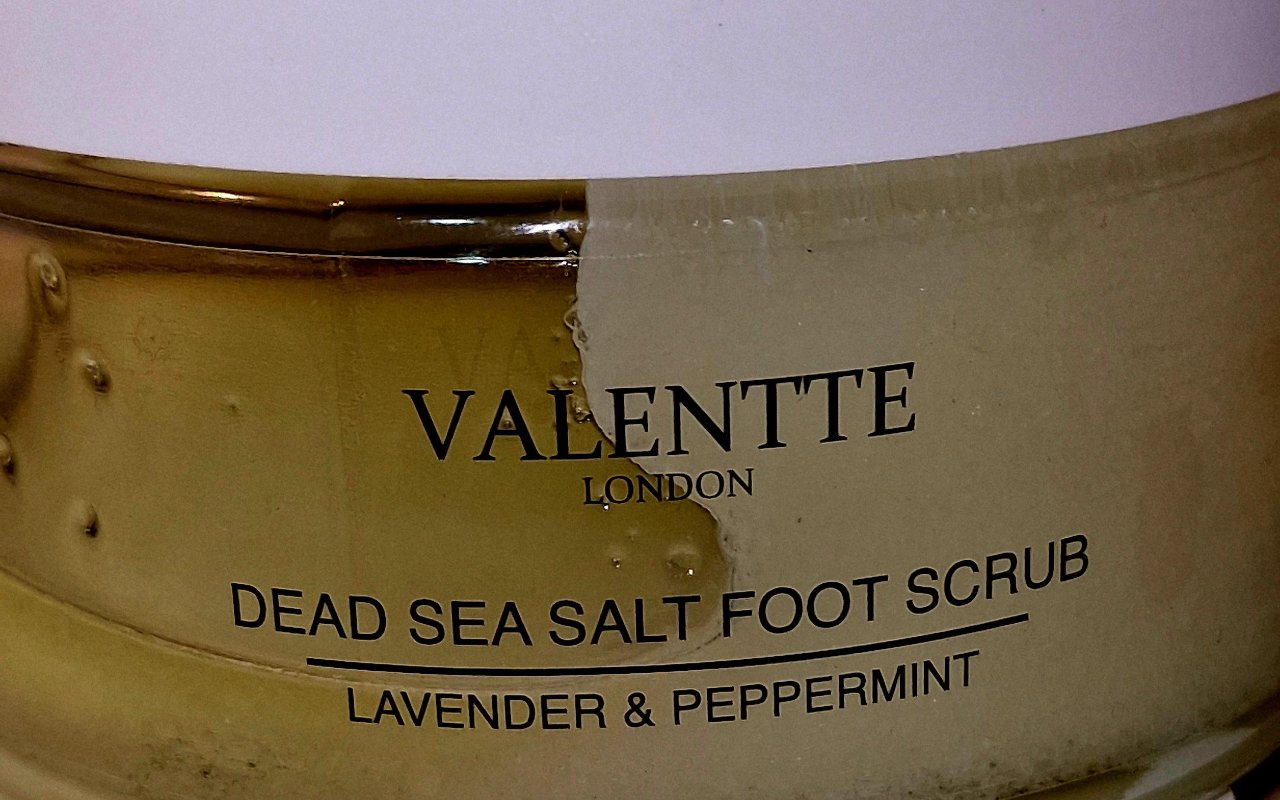 VALENTTE
LONDON
DEAD SEA SALT FOOT SCRUB
LAVENDER & PEPPERMINT